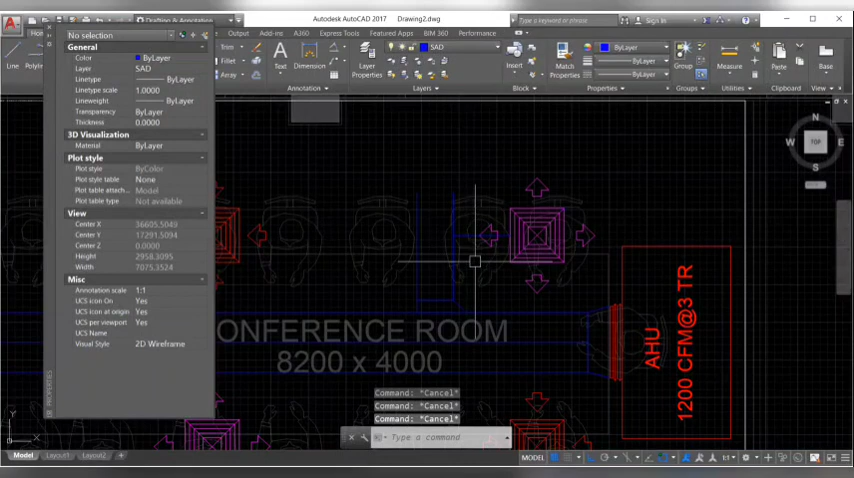 Drafting & Annotation
Autodesk AutoCAD 2017 Drawing2.dwg
Type a keyword or phrase
Sign In
Output
Add-ins
A360
Express Tools
Featured Apps
BIM 360
Performance
No selection
General
Color ByLayer
Layer SAD
Linetype ByLayer
Linetype scale 1.0000
Lineweight ByLayer
Transparency ByLayer
Thickness 0.0000
3D Visualization
Material ByLayer
Plot style
Plot style ByColor
Plot style table None
Plot table attach... Model
Plot table type Not available
View
Center X 36605.5049
Center Y 17291.5094
Center Z 0.0000
Height 2958.3095
Width 7075.3524
Misc
Annotation scale 1:1
UCS icon On Yes
UCS icon at origin Yes
UCS per viewport Yes
UCS Name
Visual Style 2D Wireframe
PROPERTIES
Line
Trim
Fillet
Array
Text
Dimension
Annotation
Layer
Properties
SAD
Layers
Insert
Block
Match
Properties
ByLayer
ByLayer
ByLayer
Properties
Group
Groups
Measure
Utilities
Paste
Clipboard
Base
View
N
W TOP E
S
ONFERENCE ROOM
8200 x 4000
AHU
1200 CFM@3 TR
Command: *Cancel*
Command: *Cancel*
Command: *Cancel*
Type a command
Y
X
Model
Layout1
Layout2
MODEL
1:1